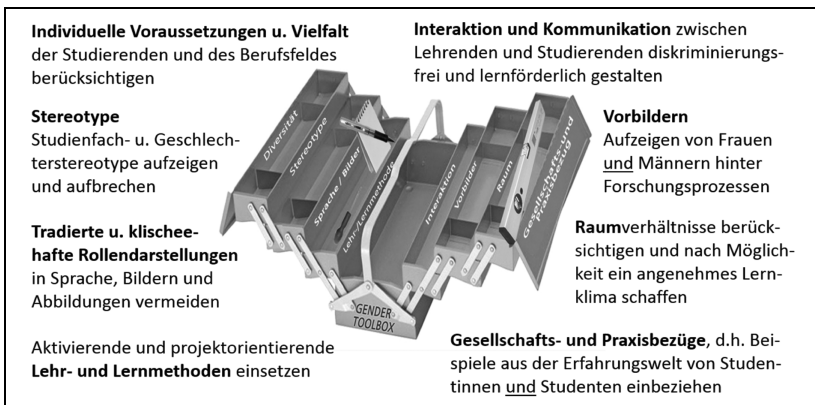 Individuelle Voraussetzungen u. Vielfalt
der Studierenden und des Berufsfeldes
berücksichtigen
Interaktion und Kommunikation zwischen
Lehrenden und Studierenden diskriminierungs-
frei und lernförderlich gestalten
Stereotype
Studienfach- u. Geschlech-
terstereotype aufzeigen
und aufbrechen
Vorbildern
Aufzeigen von Frauen
und Männern hinter
Forschungsprozessen
Tradierte u. klischee-
hafte Rollendarstellungen
in Sprache, Bildern und
Abbildungen vermeiden
Raumverhältnisse berück-
sichtigen und nach Möglich-
keit ein angenehmes Lern-
klima schaffen
Aktivierende und projektorientierende
Lehr- und Lernmethoden einsetzen
Gesellschafts- und Praxisbezüge, d.h. Bei-
spiele aus der Erfahrungswelt von Studen-
tinnen und Studenten einbeziehen
Diversität
Stereotype
Sprache / Bilder
Lehr-/Lernmethode
Interaktion
Vorbilder
Raum
Gesellschafts-und
Praxisbezug
GENDER
TOOLBOX